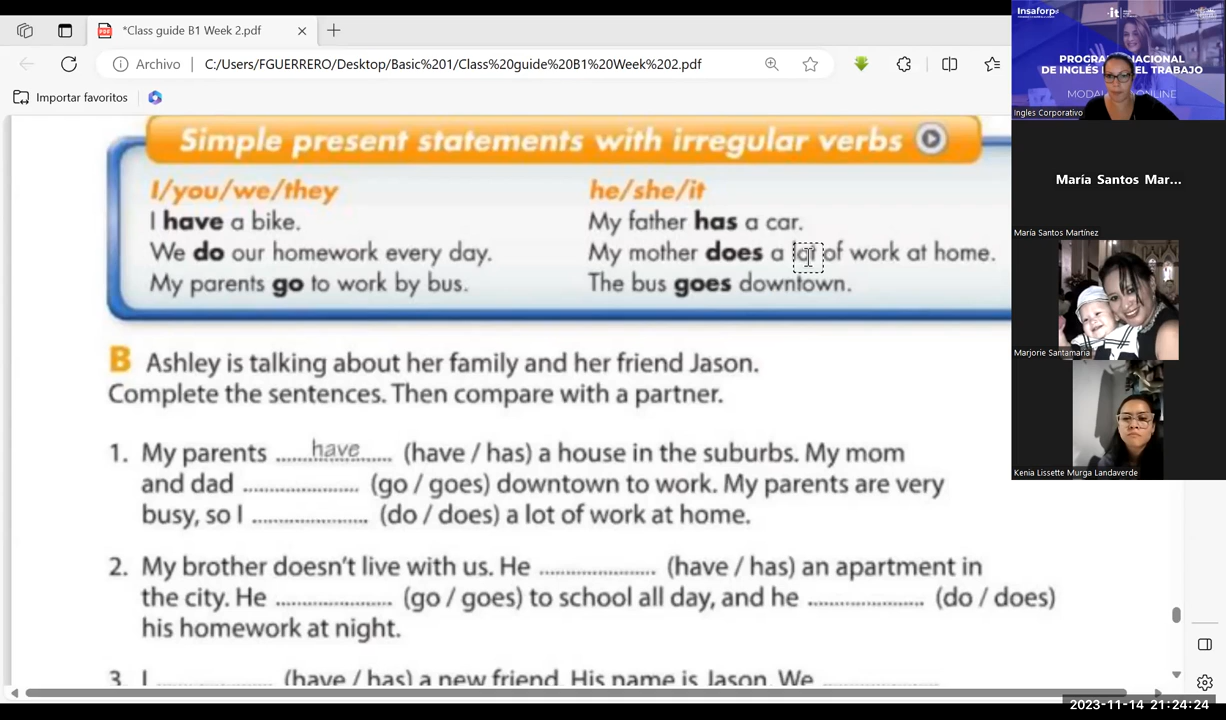 *Class guide B1 Week 2.pdf
Archivo
C:/Users/FGUERRERO/Desktop/Basic%201/Class%20guide%20B1%20Week%202.pdf
Importar favoritos
Simple present statements with irregular verbs
I/you/we/they
I have a bike.
We do our homework every day.
My parents go to work by bus.
he/she/it
My father has a car.
My mother does a lot of work at home.
The bus goes downtown.
B Ashley is talking about her family and her friend Jason.
Complete the sentences. Then compare with a partner.
1. My parents ....have.... (have / has) a house in the suburbs. My mom
and dad .................... (go / goes) downtown to work. My parents are very
busy, so I .................... (do / does) a lot of work at home.
2. My brother doesn't live with us. He .................... (have / has) an apartment in
the city. He .................... (go / goes) to school all day, and he .................... (do / does)
his homework at night.
3. I .................... (have / has) a new friend. His name is Jason. We ....................
Insaforp
it
Ingles Corporativo
María Santos Mar...
María Santos Martínez
Marjorie Santamaria
Kenia Lissette Murga Landaverde
2023-11-14 21:24:24